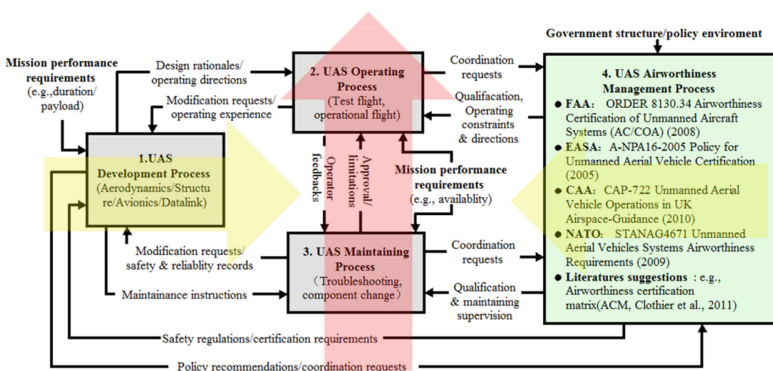 Government structure/policy enviroment
Mission performance
requirements
(e.g.,duration/
payload)
Design rationales/
operating directions
Modification requests/
operating experience
2. UAS Operating
Process
(Test flight,
operational flight)
Coordination
requests
Qualifacation,
Operating
constraints
& directions
1.UAS
Development Process
(Aerodynamics/Structu
re/Avionics/Datalink)
Operator
feedbacks
Approval/
limitations
Mission performance
requirements
(e.g., availablity)
Modification requests/
safety & reliablity records
Maintainance instructions
3. UAS Maintaining
Process
(Troubleshooting,
component change)
Coordination
requests
Qualification
& maintaining
supervision
4. UAS Airworthiness
Management Process
● FAA: ORDER 8130.34 Airworthiness
Certification of Unmanned Aircraft
Systems (AC/COA) (2008)
● EASA: A-NPA16-2005 Policy for
Unmanned Aerial Vehicle Certification
(2005)
● CAA: CAP-722 Unmanned Aerial
Vehicle Operations in UK
Airspace-Guidance (2010)
● NATO: STANAG4671 Unmanned
Aerial Vehicles Systems Airworthiness
Requirements (2009)
● Literatures suggestions : e.g.,
Airworthiness certification
matrix(ACM, Clothier et al., 2011)
Safety regulations/certification requirements
Policy recommendations/coordination requests